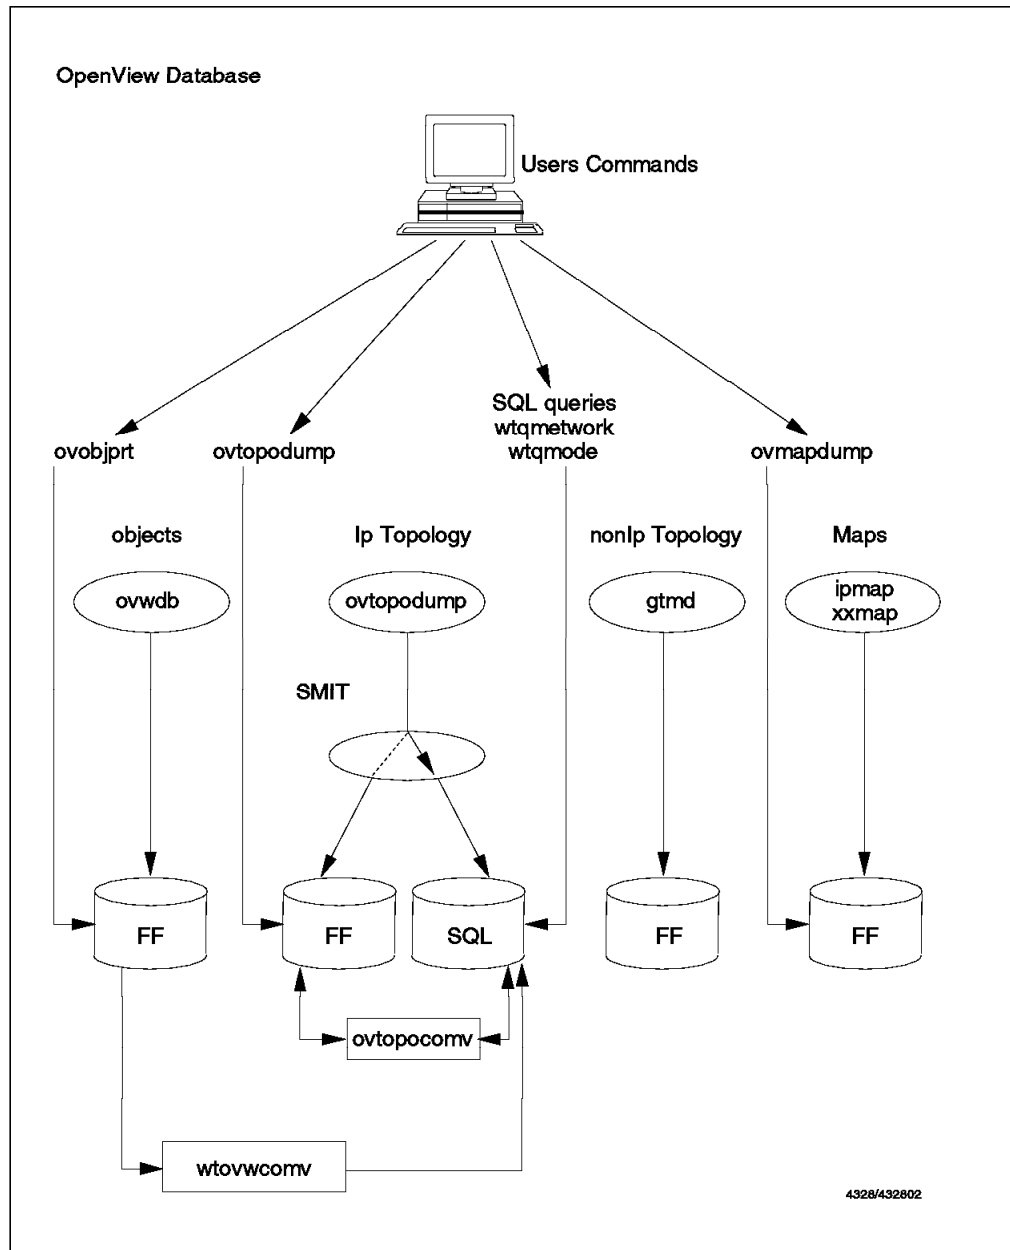 OpenView Database
Users Commands
SQL queries
wtqmetwork
wtqmode
ovobjprt
ovtopodump
ovmapdump
objects
Ip Topology
nonIp Topology
Maps
ovwdb
ovtopodump
gtmd
ipmap
xxmap
SMIT
FF
FF
SQL
FF
FF
ovtopocomv
wtovwcomv
4328/432802